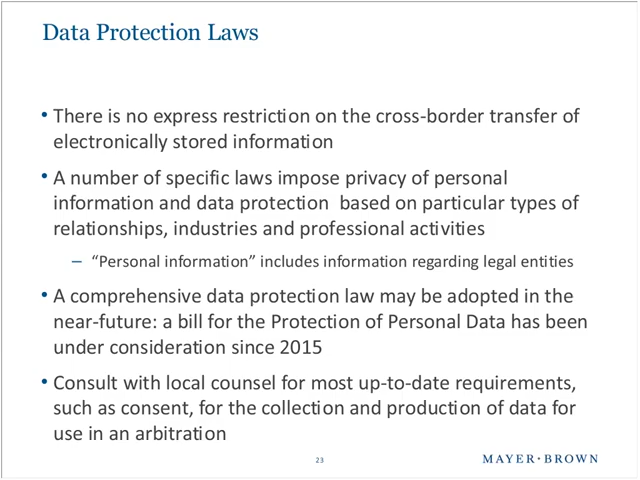 Data Protection Laws
• There is no express restriction on the cross-border transfer of
electronically stored information
• A number of specific laws impose privacy of personal
information and data protection based on particular types of
relationships, industries and professional activities
– “Personal information” includes information regarding legal entities
• A comprehensive data protection law may be adopted in the
near-future: a bill for the Protection of Personal Data has been
under consideration since 2015
• Consult with local counsel for most up-to-date requirements,
such as consent, for the collection and production of data for
use in an arbitration
23
MAYER • BROWN